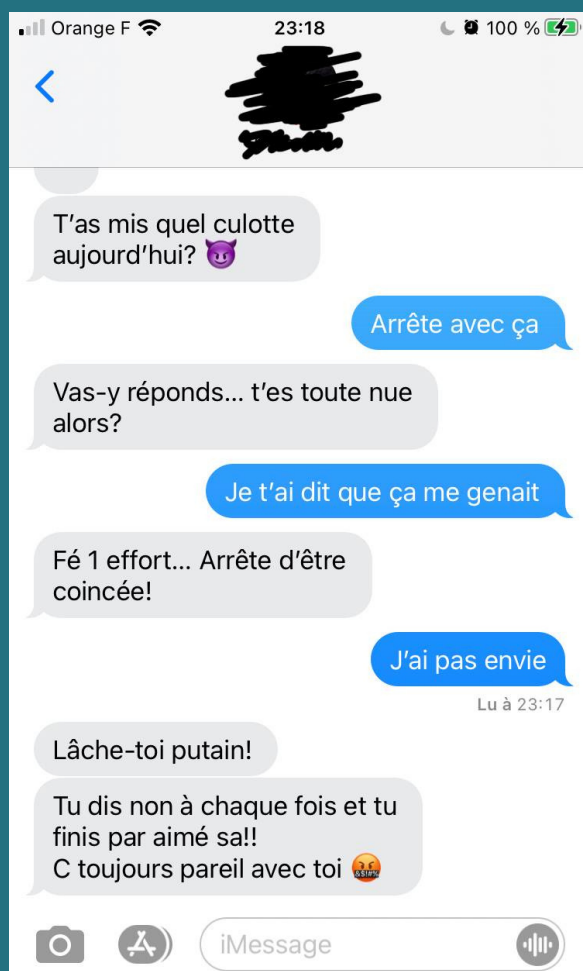 Orange F 23:18 100 %
T'as mis quel culotte
aujourd'hui? 😈
Arrête avec ça
Vas-y réponds... t'es toute nue
alors?
Je t'ai dit que ça me genait
Fé 1 effort... Arrête d'être
coincée!
J'ai pas envie
Lu à 23:17
Lâche-toi putain!
Tu dis non à chaque fois et tu
finis par aimé sa!!
C toujours pareil avec toi 🤬
iMessage